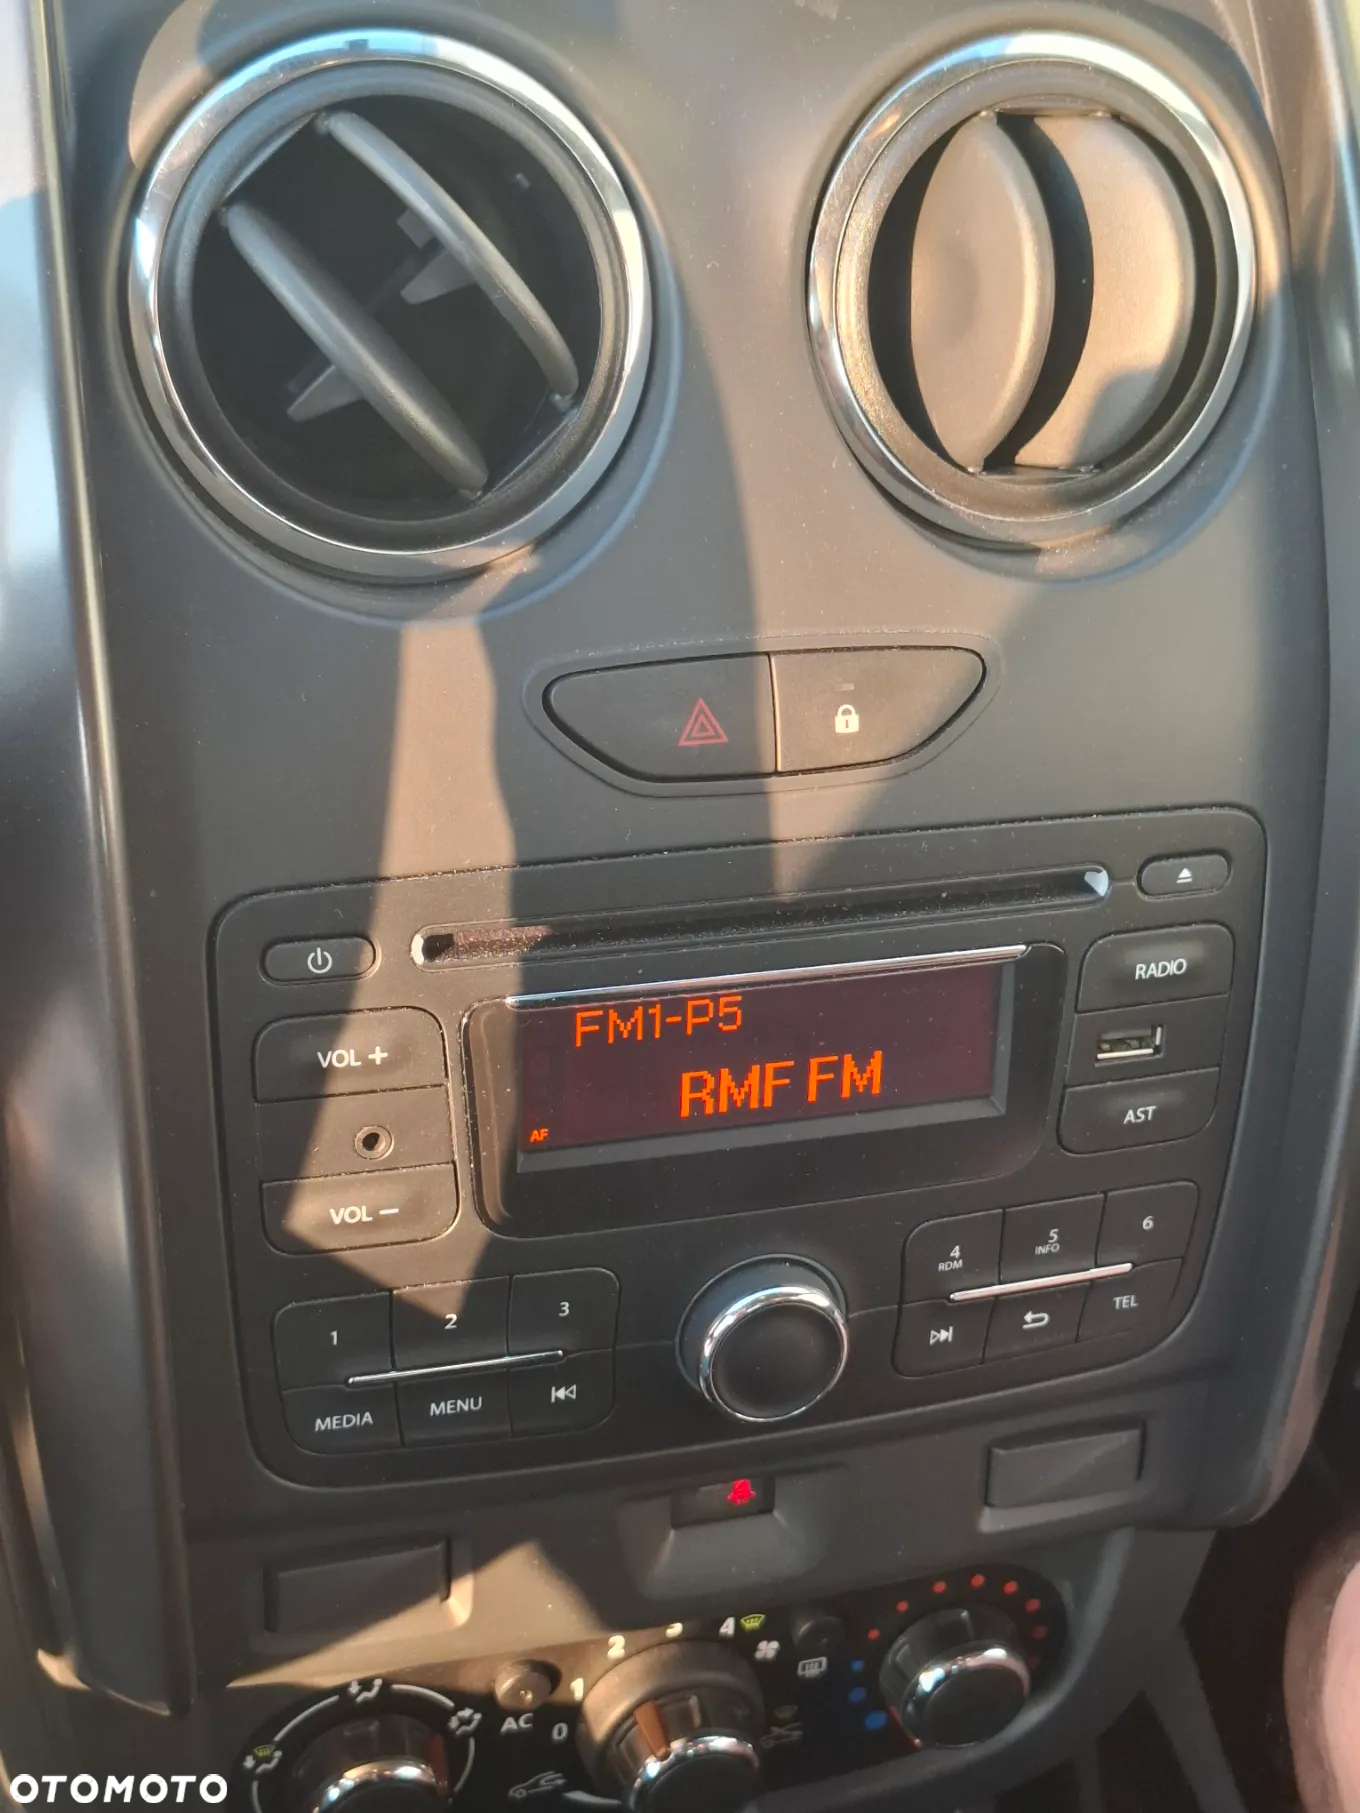 FM1-P5
RMF FM
AF
VOL +
VOL −
RADIO
AST
1
2
3
MEDIA
MENU
4
RDM
5
INFO
6
TEL
AC
0
1
2
3
4
OTOMOTO